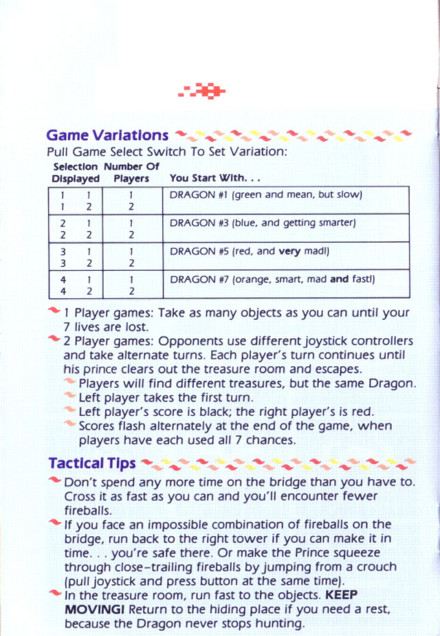 Game Variations
Pull Game Select Switch To Set Variation:
Selection Number Of
Displayed Players You Start With. . .
1 1 1 DRAGON #1 (green and mean, but slow)
1 2 2
2 1 1 DRAGON #3 (blue, and getting smarter)
2 2 2
3 1 1 DRAGON #5 (red, and very mad!)
3 2 2
4 1 1 DRAGON #7 (orange, smart, mad and fast!)
4 2 2
1 Player games: Take as many objects as you can until your
7 lives are lost.
2 Player games: Opponents use different joystick controllers
and take alternate turns. Each player's turn continues until
his prince clears out the treasure room and escapes.
Players will find different treasures, but the same Dragon.
Left player takes the first turn.
Left player's score is black; the right player's is red.
Scores flash alternately at the end of the game, when
players have each used all 7 chances.
Tactical Tips
Don't spend any more time on the bridge than you have to.
Cross it as fast as you can and you'll encounter fewer
fireballs.
If you face an impossible combination of fireballs on the
bridge, run back to the right tower if you can make it in
time. . . you're safe there. Or make the Prince squeeze
through close-trailing fireballs by jumping from a crouch
(pull joystick and press button at the same time).
In the treasure room, run fast to the objects. KEEP
MOVING! Return to the hiding place if you need a rest,
because the Dragon never stops hunting.